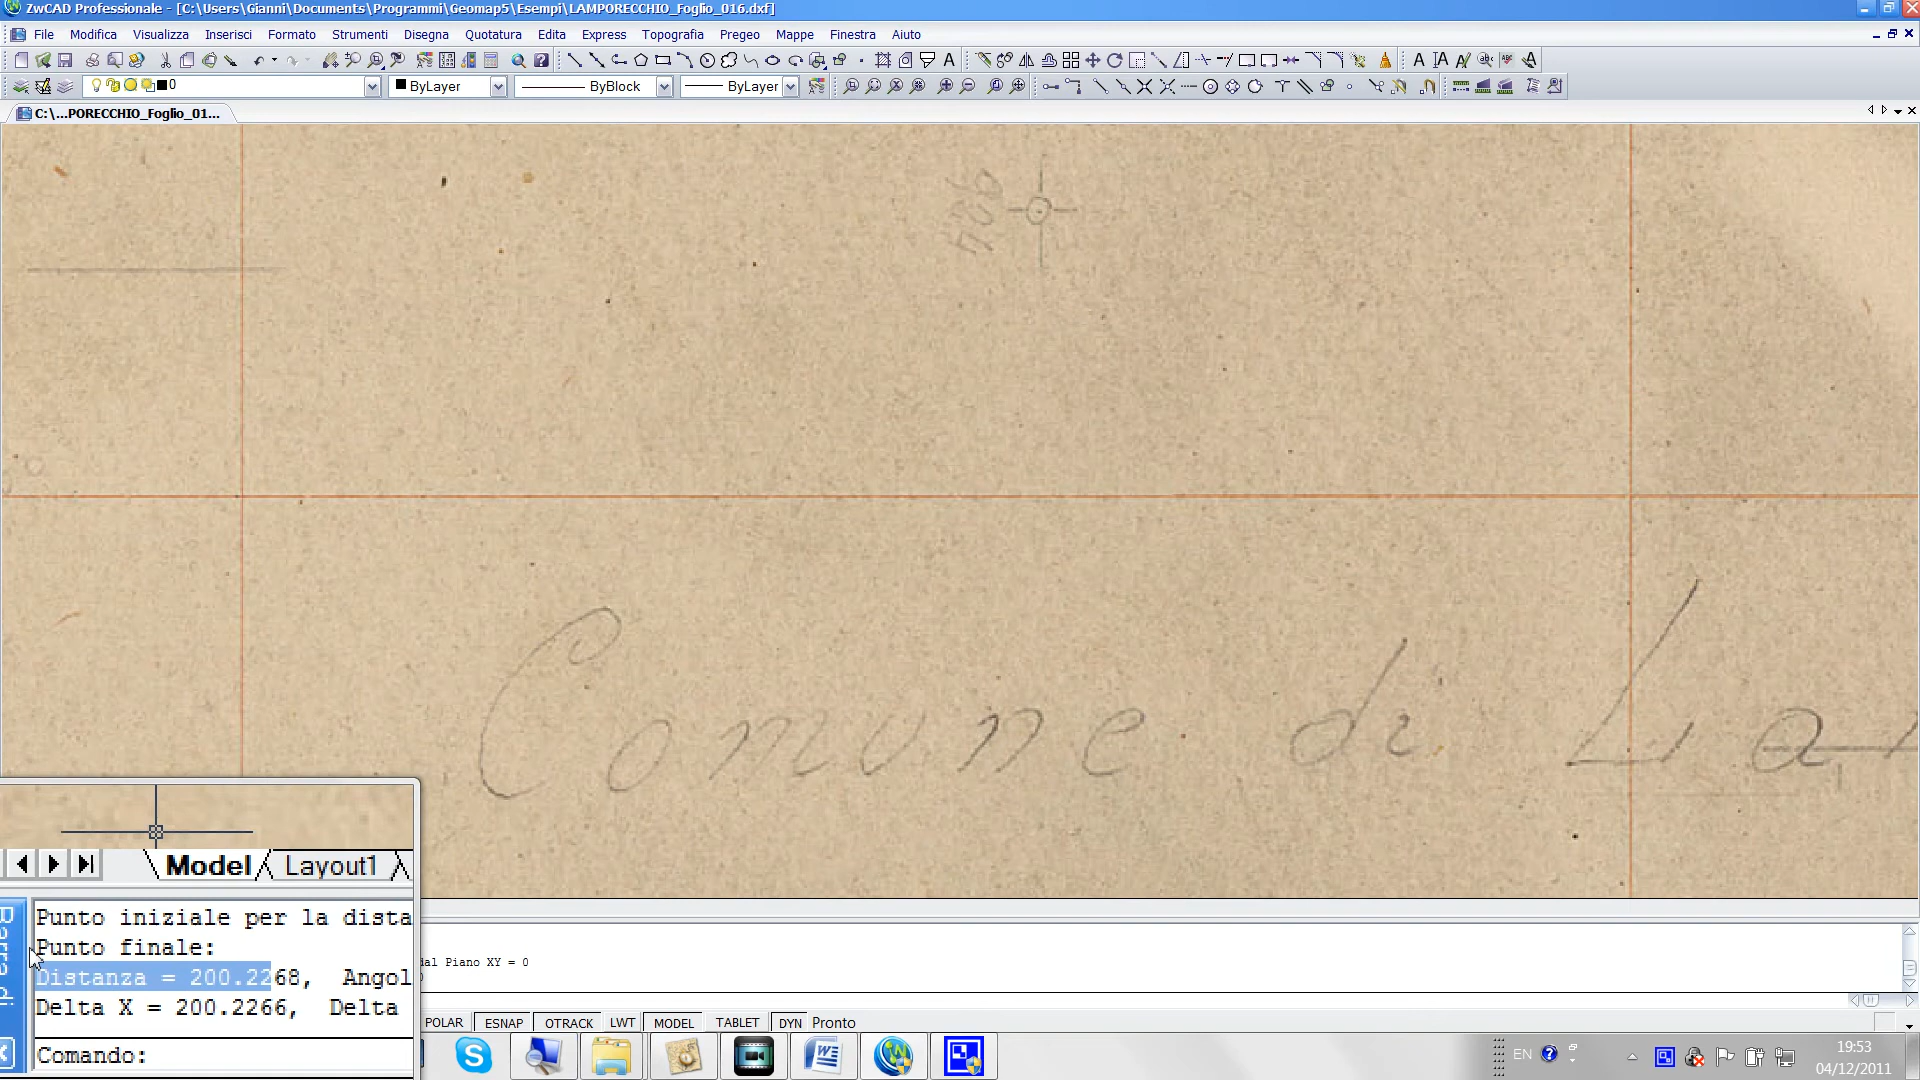 ZwCAD Professionale - [C:\Users\Gianni\Documents\Programmi\Geomap5\Esempi\LAMPORECCHIO_Foglio_016.dxf]
File Modifica Visualizza Inserisci Formato Strumenti Disegna Quotatura Edita Express Topografia Pregeo Mappe Finestra Aiuto
0 ByLayer ByBlock ByLayer
C:\...PORECCHIO_Foglio_01...
Comune di La
Model Layout1
Punto iniziale per la dista
Punto finale:
dal Piano XY = 0
Distanza = 200.2268, Angol
Delta X = 200.2266, Delta
POLAR ESNAP OTRACK LWT MODEL TABLET DYN Pronto
Comando:
EN 19:53
04/12/2011